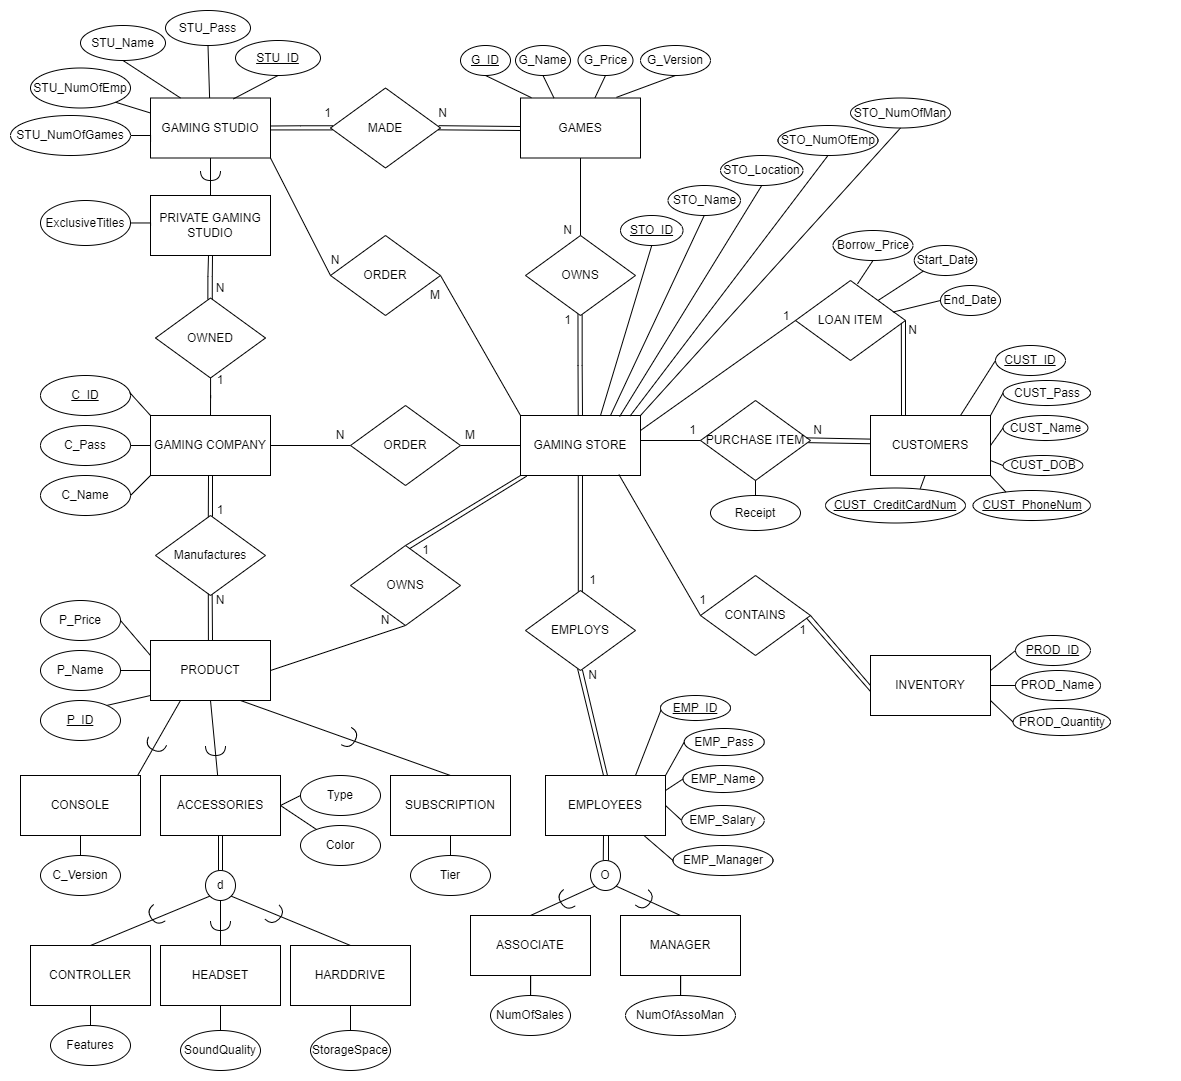 STU_Pass
STU_Name
STU_ID
STU_NumOfEmp
STU_NumOfGames
GAMING STUDIO
1
MADE
N
G_ID
G_Name
G_Price
G_Version
GAMES
STO_NumOfMan
STO_NumOfEmp
STO_Location
STO_Name
STO_ID
ExclusiveTitles
PRIVATE GAMING
STUDIO
N
ORDER
M
N
OWNS
1
Borrow_Price
Start_Date
End_Date
1
LOAN ITEM
N
N
OWNED
1
C_ID
C_Pass
C_Name
GAMING COMPANY
N
ORDER
M
GAMING STORE
1
PURCHASE ITEM
N
Receipt
CUSTOMERS
CUST_ID
CUST_Pass
CUST_Name
CUST_DOB
CUST_CreditCardNum
CUST_PhoneNum
1
Manufactures
N
1
OWNS
N
1
EMPLOYS
N
1
CONTAINS
1
P_Price
P_Name
P_ID
PRODUCT
INVENTORY
PROD_ID
PROD_Name
PROD_Quantity
EMP_ID
EMP_Pass
EMP_Name
EMP_Salary
EMP_Manager
CONSOLE
ACCESSORIES
Type
Color
SUBSCRIPTION
EMPLOYEES
C_Version
Tier
d
O
CONTROLLER
HEADSET
HARDDRIVE
ASSOCIATE
MANAGER
Features
SoundQuality
StorageSpace
NumOfSales
NumOfAssoMan